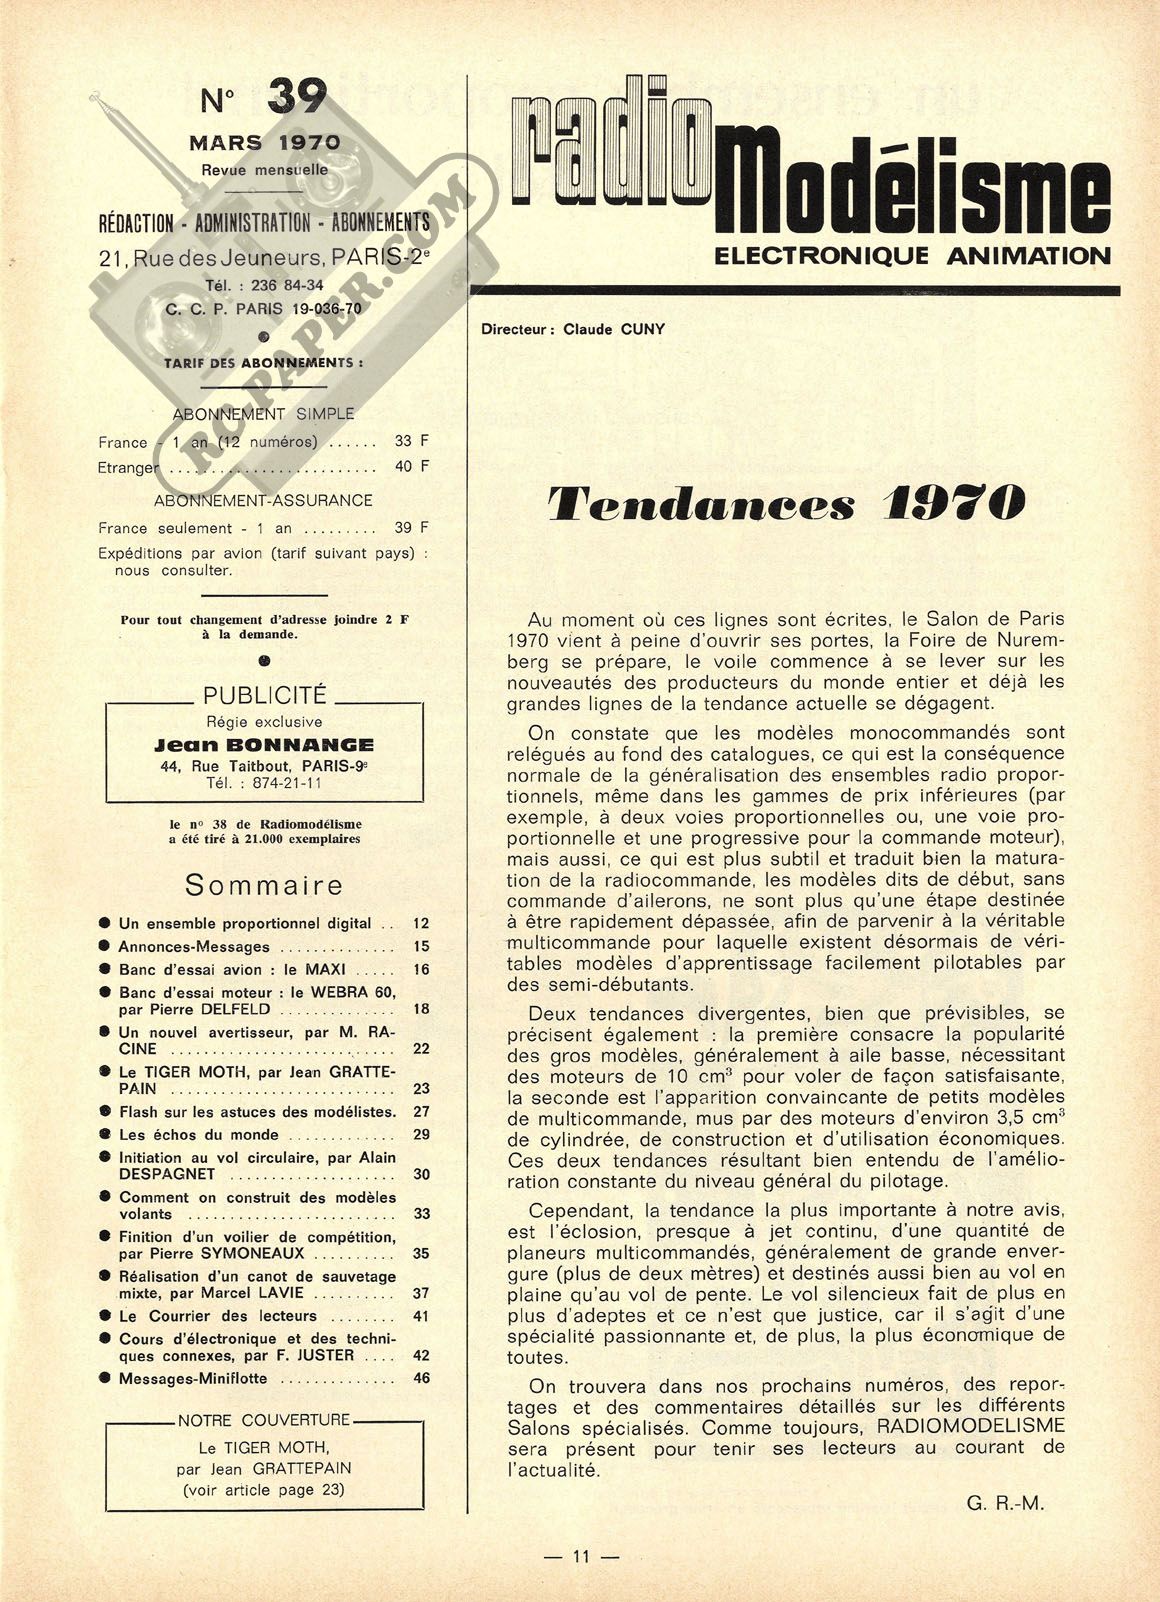 N° 39
MARS 1970
Revue mensuelle
RÉDACTION - ADMINISTRATION - ABONNEMENTS
21, Rue des Jeuneurs, PARIS-2e
Tél. : 236 84-34
C. C. P. PARIS 19-036-70
TARIF DES ABONNEMENTS :
ABONNEMENT SIMPLE
France - 1 an (12 numéros) ...... 33 F
Etranger ........................ 40 F
ABONNEMENT-ASSURANCE
France seulement - 1 an ......... 39 F
Expéditions par avion (tarif suivant pays) :
nous consulter.
Pour tout changement d'adresse joindre 2 F
à la demande.
PUBLICITÉ
Régie exclusive
Jean BONNANGE
44, Rue Taitbout, PARIS-9e
Tél. : 874-21-11
le n° 38 de Radiomodélisme
a été tiré à 21.000 exemplaires
Sommaire
● Un ensemble proportionnel digital .. 12
● Annonces-Messages .............. 15
● Banc d'essai avion : le MAXI ..... 16
● Banc d'essai moteur : le WEBRA 60,
par Pierre DELFELD .............. 18
● Un nouvel avertisseur, par M. RA-
CINE ........................... 22
● Le TIGER MOTH, par Jean GRATTE-
PAIN ........................... 23
● Flash sur les astuces des modélistes. 27
● Les échos du monde ............. 29
● Initiation au vol circulaire, par Alain
DESPAGNET .................... 30
● Comment on construit des modèles
volants ......................... 33
● Finition d'un voilier de compétition,
par Pierre SYMONEAUX .......... 35
● Réalisation d'un canot de sauvetage
mixte, par Marcel LAVIE .......... 37
● Le Courrier des lecteurs ........ 41
● Cours d'électronique et des techni-
ques connexes, par F. JUSTER .... 42
● Messages-Miniflotte .............. 46
NOTRE COUVERTURE
Le TIGER MOTH,
par Jean GRATTEPAIN
(voir article page 23)
RC-PAPER.COM
radio
Modélisme
ELECTRONIQUE ANIMATION
Directeur : Claude CUNY
Tendances 1970
Au moment où ces lignes sont écrites, le Salon de Paris
1970 vient à peine d'ouvrir ses portes, la Foire de Nurem-
berg se prépare, le voile commence à se lever sur les
nouveautés des producteurs du monde entier et déjà les
grandes lignes de la tendance actuelle se dégagent.
On constate que les modèles monocommandés sont
relégués au fond des catalogues, ce qui est la conséquence
normale de la généralisation des ensembles radio propor-
tionnels, même dans les gammes de prix inférieures (par
exemple, à deux voies proportionnelles ou, une voie pro-
portionnelle et une progressive pour la commande moteur),
mais aussi, ce qui est plus subtil et traduit bien la matura-
tion de la radiocommande, les modèles dits de début, sans
commande d'ailerons, ne sont plus qu'une étape destinée
à être rapidement dépassée, afin de parvenir à la véritable
multicommande pour laquelle existent désormais de véri-
tables modèles d'apprentissage facilement pilotables par
des semi-débutants.
Deux tendances divergentes, bien que prévisibles, se
précisent également : la première consacre la popularité
des gros modèles, généralement à aile basse, nécessitant
des moteurs de 10 cm³ pour voler de façon satisfaisante,
la seconde est l'apparition convaincante de petits modèles
de multicommande, mus par des moteurs d'environ 3,5 cm³
de cylindrée, de construction et d'utilisation économiques.
Ces deux tendances résultant bien entendu de l'amélio-
ration constante du niveau général du pilotage.
Cependant, la tendance la plus importante à notre avis,
est l'éclosion, presque à jet continu, d'une quantité de
planeurs multicommandés, généralement de grande enver-
gure (plus de deux mètres) et destinés aussi bien au vol en
plaine qu'au vol de pente. Le vol silencieux fait de plus en
plus d'adeptes et ce n'est que justice, car il s'agit d'une
spécialité passionnante et, de plus, la plus économique de
toutes.
On trouvera dans nos prochains numéros, des repor-
tages et des commentaires détaillés sur les différents
Salons spécialisés. Comme toujours, RADIOMODELISME
sera présent pour tenir ses lecteurs au courant de
l'actualité.
G. R.-M.
— 11 —